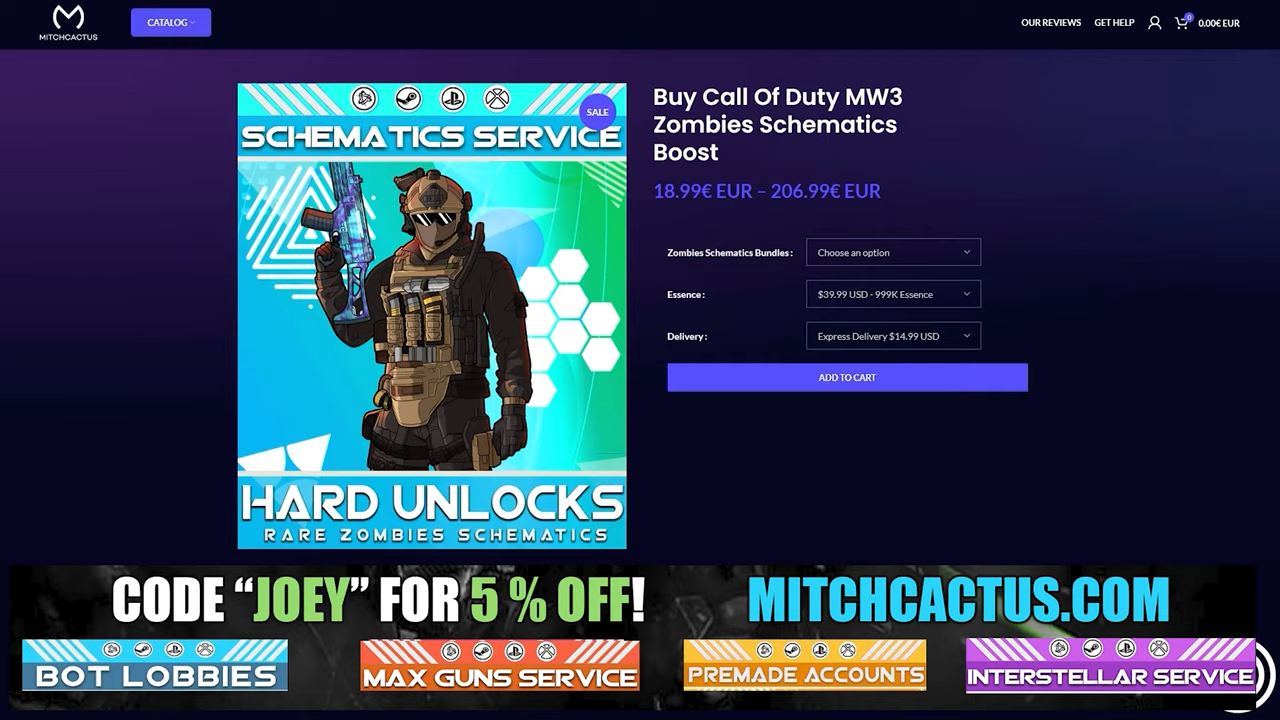 MITCHCACTUS
CATALOG
OUR REVIEWS
GET HELP
0
0.00€ EUR
SALE
SCHEMATICS SERVICE
HARD UNLOCKS
RARE ZOMBIES SCHEMATICS
Buy Call Of Duty MW3
Zombies Schematics
Boost
18.99€ EUR – 206.99€ EUR
Zombies Schematics Bundles: Choose an option
Essence: $39.99 USD - 999K Essence
Delivery: Express Delivery $14.99 USD
ADD TO CART
CODE “JOEY” FOR 5 % OFF!
MITCHCACTUS.COM
BOT LOBBIES
MAX GUNS SERVICE
PREMADE ACCOUNTS
INTERSTELLAR SERVICE